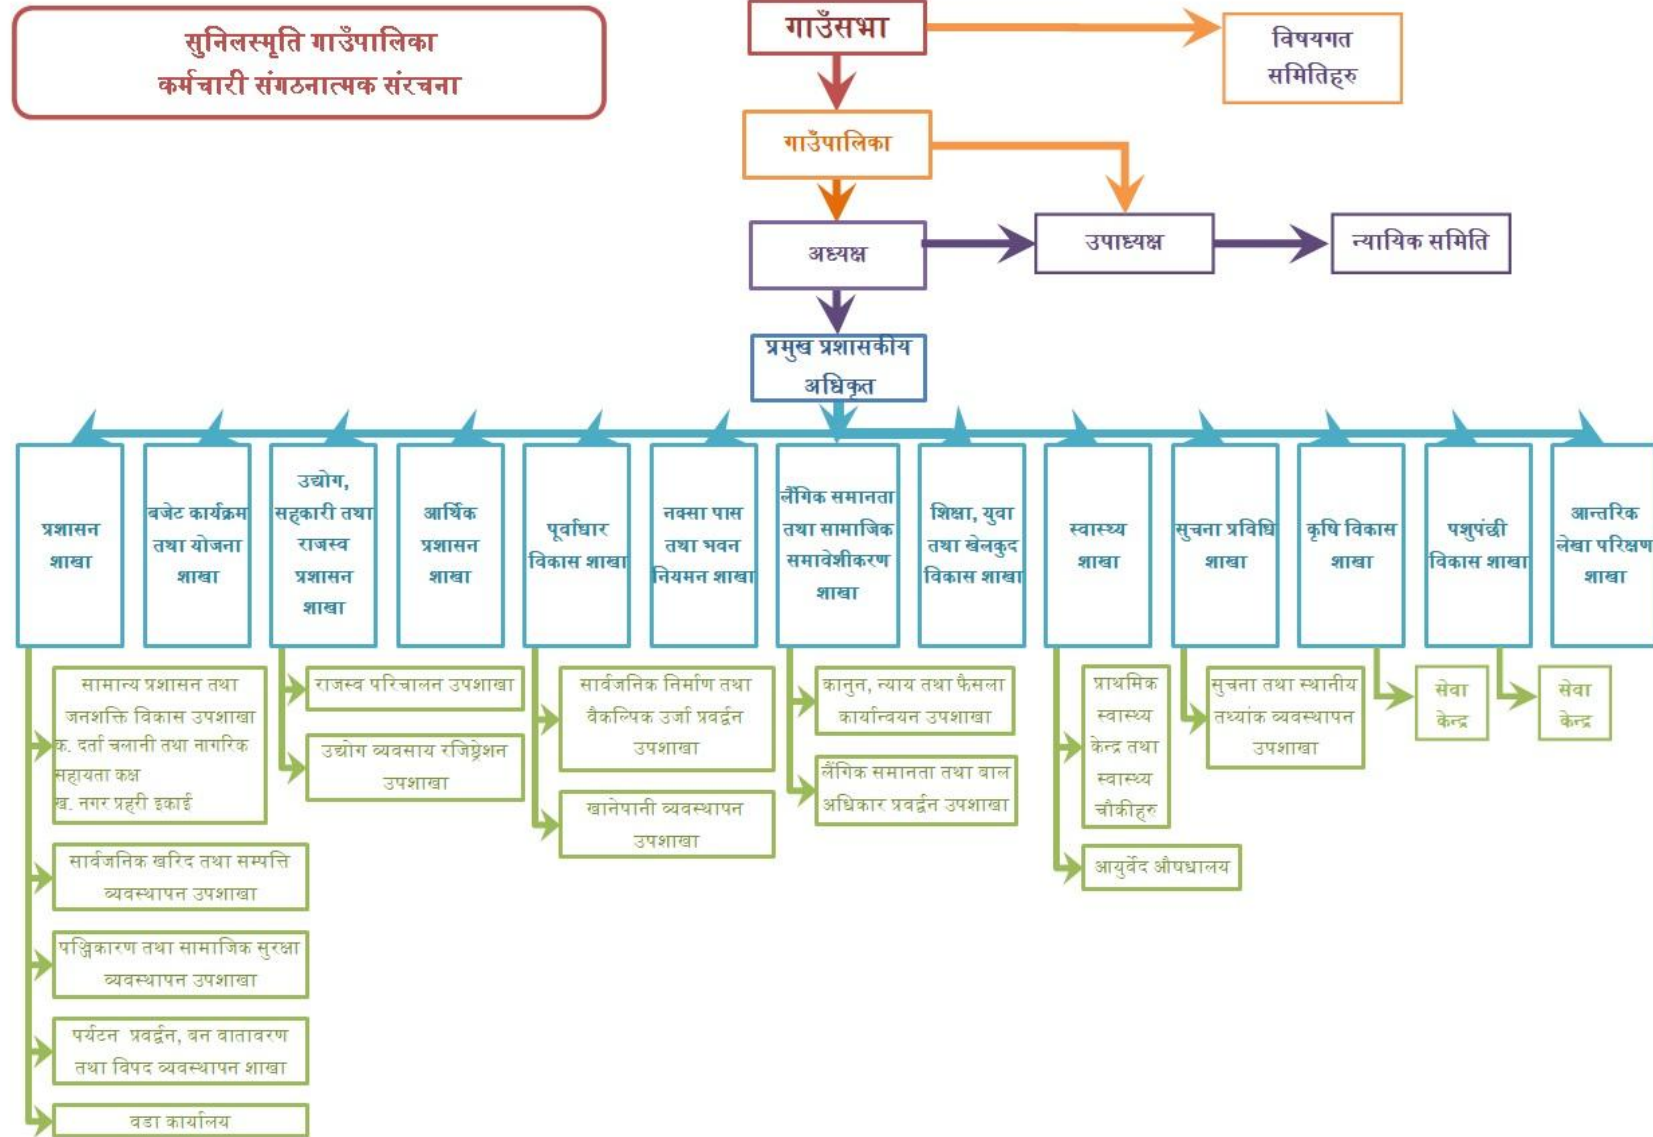 सुनिलस्मृति गाउँपालिका
कर्मचारी संगठनात्मक संरचना
गाउँसभा
विषयगत
समितिहरु
गाउँपालिका
अध्यक्ष
उपाध्यक्ष
न्यायिक समिति
प्रमुख प्रशासकीय
अधिकृत
प्रशासन
शाखा
बजेट कार्यक्रम
तथा योजना
शाखा
उद्योग,
सहकारी तथा
राजस्व
प्रशासन
शाखा
आर्थिक
प्रशासन
शाखा
पूर्वाधार
विकास शाखा
नक्सा पास
तथा भवन
नियमन शाखा
लैंगिक समानता
तथा सामाजिक
समावेशीकरण
शाखा
शिक्षा, युवा
तथा खेलकुद
विकास शाखा
स्वास्थ्य
शाखा
सुचना प्रविधि
शाखा
कृषि विकास
शाखा
पशुपंछी
विकास शाखा
आन्तरिक
लेखा परिक्षण
शाखा
सामान्य प्रशासन तथा
जनशक्ति विकास उपशाखा
क. दर्ता चलानी तथा नागरिक
सहायता कक्ष
ख. नगर प्रहरी इकाई
सार्वजनिक खरिद तथा सम्पत्ति
व्यवस्थापन उपशाखा
पञ्जिकारण तथा सामाजिक सुरक्षा
व्यवस्थापन उपशाखा
पर्यटन प्रवर्द्धन, बन वातावरण
तथा विपद व्यवस्थापन शाखा
वडा कार्यालय
राजस्व परिचालन उपशाखा
उद्योग व्यवसाय रजिष्ट्रेशन
उपशाखा
सार्वजनिक निर्माण तथा
वैकल्पिक उर्जा प्रवर्द्वन
उपशाखा
खानेपानी व्यवस्थापन
उपशाखा
कानुन, न्याय तथा फैसला
कार्यान्वयन उपशाखा
लैंगिक समानता तथा बाल
अधिकार प्रवर्द्वन उपशाखा
प्राथमिक
स्वास्थ्य
केन्द्र तथा
स्वास्थ्य
चौकीहरु
आयुर्वेद औषधालय
सुचना तथा स्थानीय
तथ्यांक व्यवस्थापन
उपशाखा
सेवा
केन्द्र
सेवा
केन्द्र